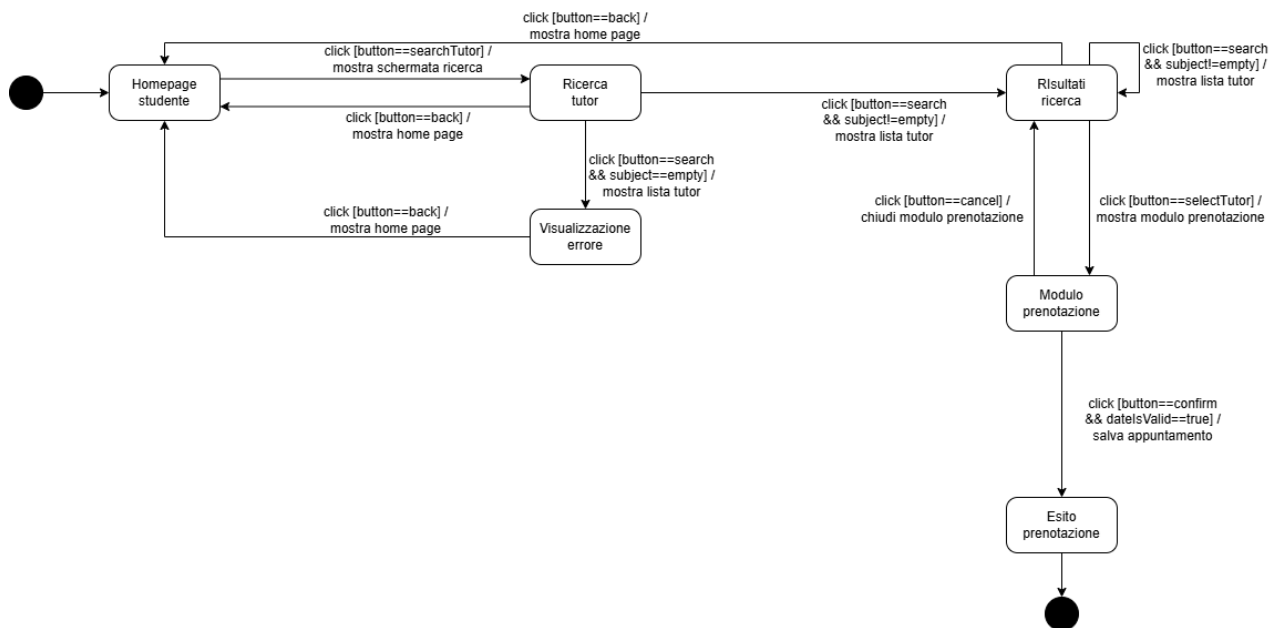 click [button==back] /
mostra home page
click [button==searchTutor] /
mostra schermata ricerca
click [button==search
&& subject!=empty] /
mostra lista tutor
Homepage
studente
Ricerca
tutor
RIsultati
ricerca
click [button==back] /
mostra home page
click [button==search
&& subject!=empty] /
mostra lista tutor
click [button==search
&& subject==empty] /
mostra lista tutor
click [button==cancel] /
chiudi modulo prenotazione
click [button==selectTutor] /
mostra modulo prenotazione
click [button==back] /
mostra home page
Visualizzazione
errore
Modulo
prenotazione
click [button==confirm
&& dateIsValid==true] /
salva appuntamento
Esito
prenotazione